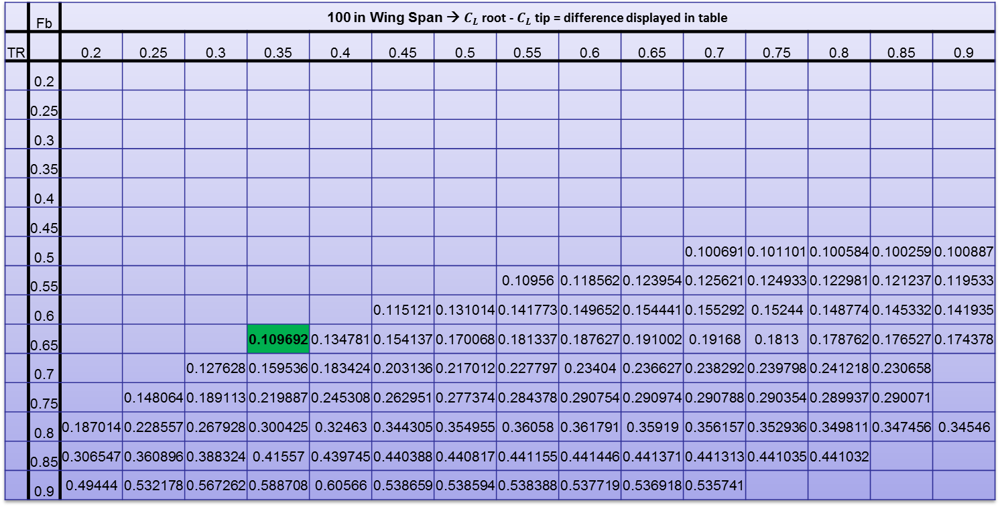 Fb 100 in Wing Span → C_L root - C_L tip = difference displayed in table
TR 0.2 0.25 0.3 0.35 0.4 0.45 0.5 0.55 0.6 0.65 0.7 0.75 0.8 0.85 0.9
0.2
0.25
0.3
0.35
0.4
0.45
0.5 0.100691 0.101101 0.100584 0.100259 0.100887
0.55 0.10956 0.118562 0.123954 0.125621 0.124933 0.122981 0.121237 0.119533
0.6 0.115121 0.131014 0.141773 0.149652 0.154441 0.155292 0.15244 0.148774 0.145332 0.141935
0.65 0.109692 0.134781 0.154137 0.170068 0.181337 0.187627 0.191002 0.19168 0.1813 0.178762 0.176527 0.174378
0.7 0.127628 0.159536 0.183424 0.203136 0.217012 0.227797 0.23404 0.236627 0.238292 0.239798 0.241218 0.230658
0.75 0.148064 0.189113 0.219887 0.245308 0.262951 0.277374 0.284378 0.290754 0.290974 0.290788 0.290354 0.289937 0.290071
0.8 0.187014 0.228557 0.267928 0.300425 0.32463 0.344305 0.354955 0.36058 0.361791 0.35919 0.356157 0.352936 0.349811 0.347456 0.34546
0.85 0.306547 0.360896 0.388324 0.41557 0.439745 0.440388 0.440817 0.441155 0.441446 0.441371 0.441313 0.441035 0.441032
0.9 0.49444 0.532178 0.567262 0.588708 0.60566 0.538659 0.538594 0.538388 0.537719 0.536918 0.535741